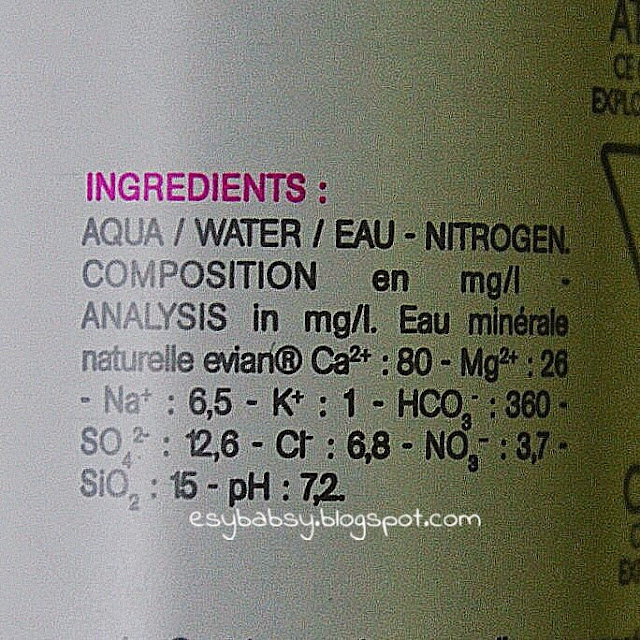 INGREDIENTS :
AQUA / WATER / EAU - NITROGEN.
COMPOSITION en mg/l -
ANALYSIS in mg/l. Eau minérale
naturelle evian® Ca²⁺ : 80 - Mg²⁺ : 26
- Na⁺ : 6,5 - K⁺ : 1 - HCO₃⁻ : 360 -
SO₄²⁻ : 12,6 - Cl⁻ : 6,8 - NO₃⁻ : 3,7 -
SiO₂ : 15 - pH : 7,2.
esybabsy.blogspot.com